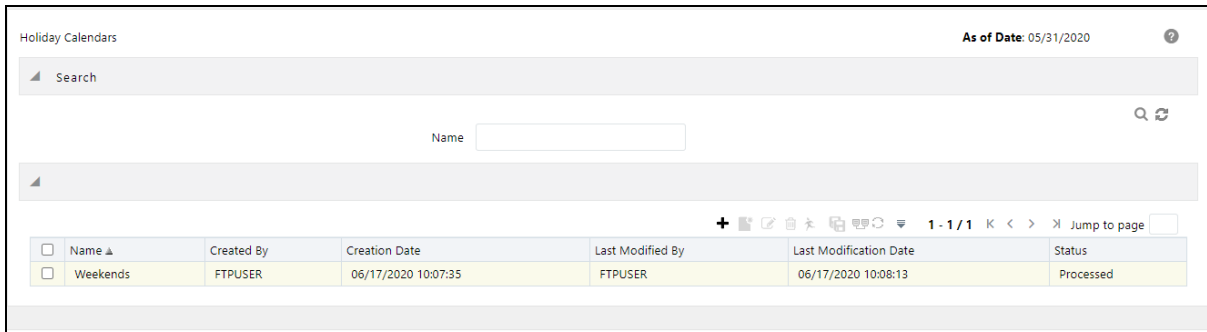 Holiday Calendars As of Date: 05/31/2020
Search
Name
1 - 1 / 1 Jump to page
Name Created By Creation Date Last Modified By Last Modification Date Status
Weekends FTPUSER 06/17/2020 10:07:35 FTPUSER 06/17/2020 10:08:13 Processed